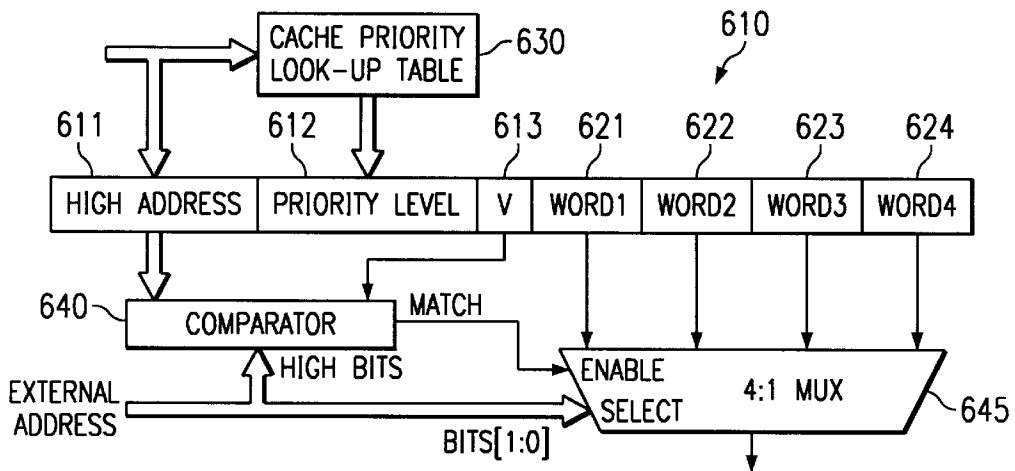 CACHE PRIORITY
LOOK-UP TABLE
630
610
611
612
613
621
622
623
624
HIGH ADDRESS
PRIORITY LEVEL
V
WORD1
WORD2
WORD3
WORD4
640
COMPARATOR
MATCH
HIGH BITS
ENABLE
4:1 MUX
SELECT
645
EXTERNAL
ADDRESS
BITS[1:0]